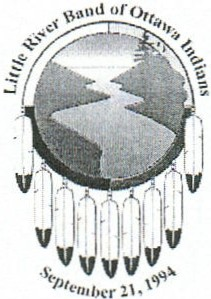 Little River Band of Ottawa Indians
September 21, 1994